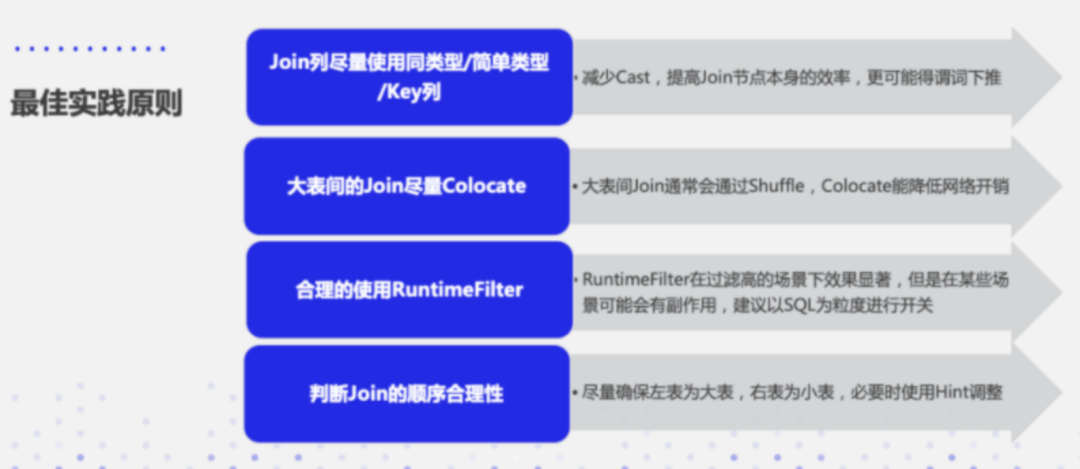 最佳实践原则
Join列尽量使用同类型/简单类型
/Key列
• 减少Cast，提高Join节点本身的效率，更可能得谓词下推
大表间的Join尽量Colocate
• 大表间Join通常会通过Shuffle，Colocate能降低网络开销
合理的使用RuntimeFilter
• RuntimeFilter在过滤高的场景下效果显著，但是在某些场
景可能会有副作用，建议以SQL为粒度进行开关
判断Join的顺序合理性
• 尽量确保左表为大表，右表为小表，必要时使用Hint调整